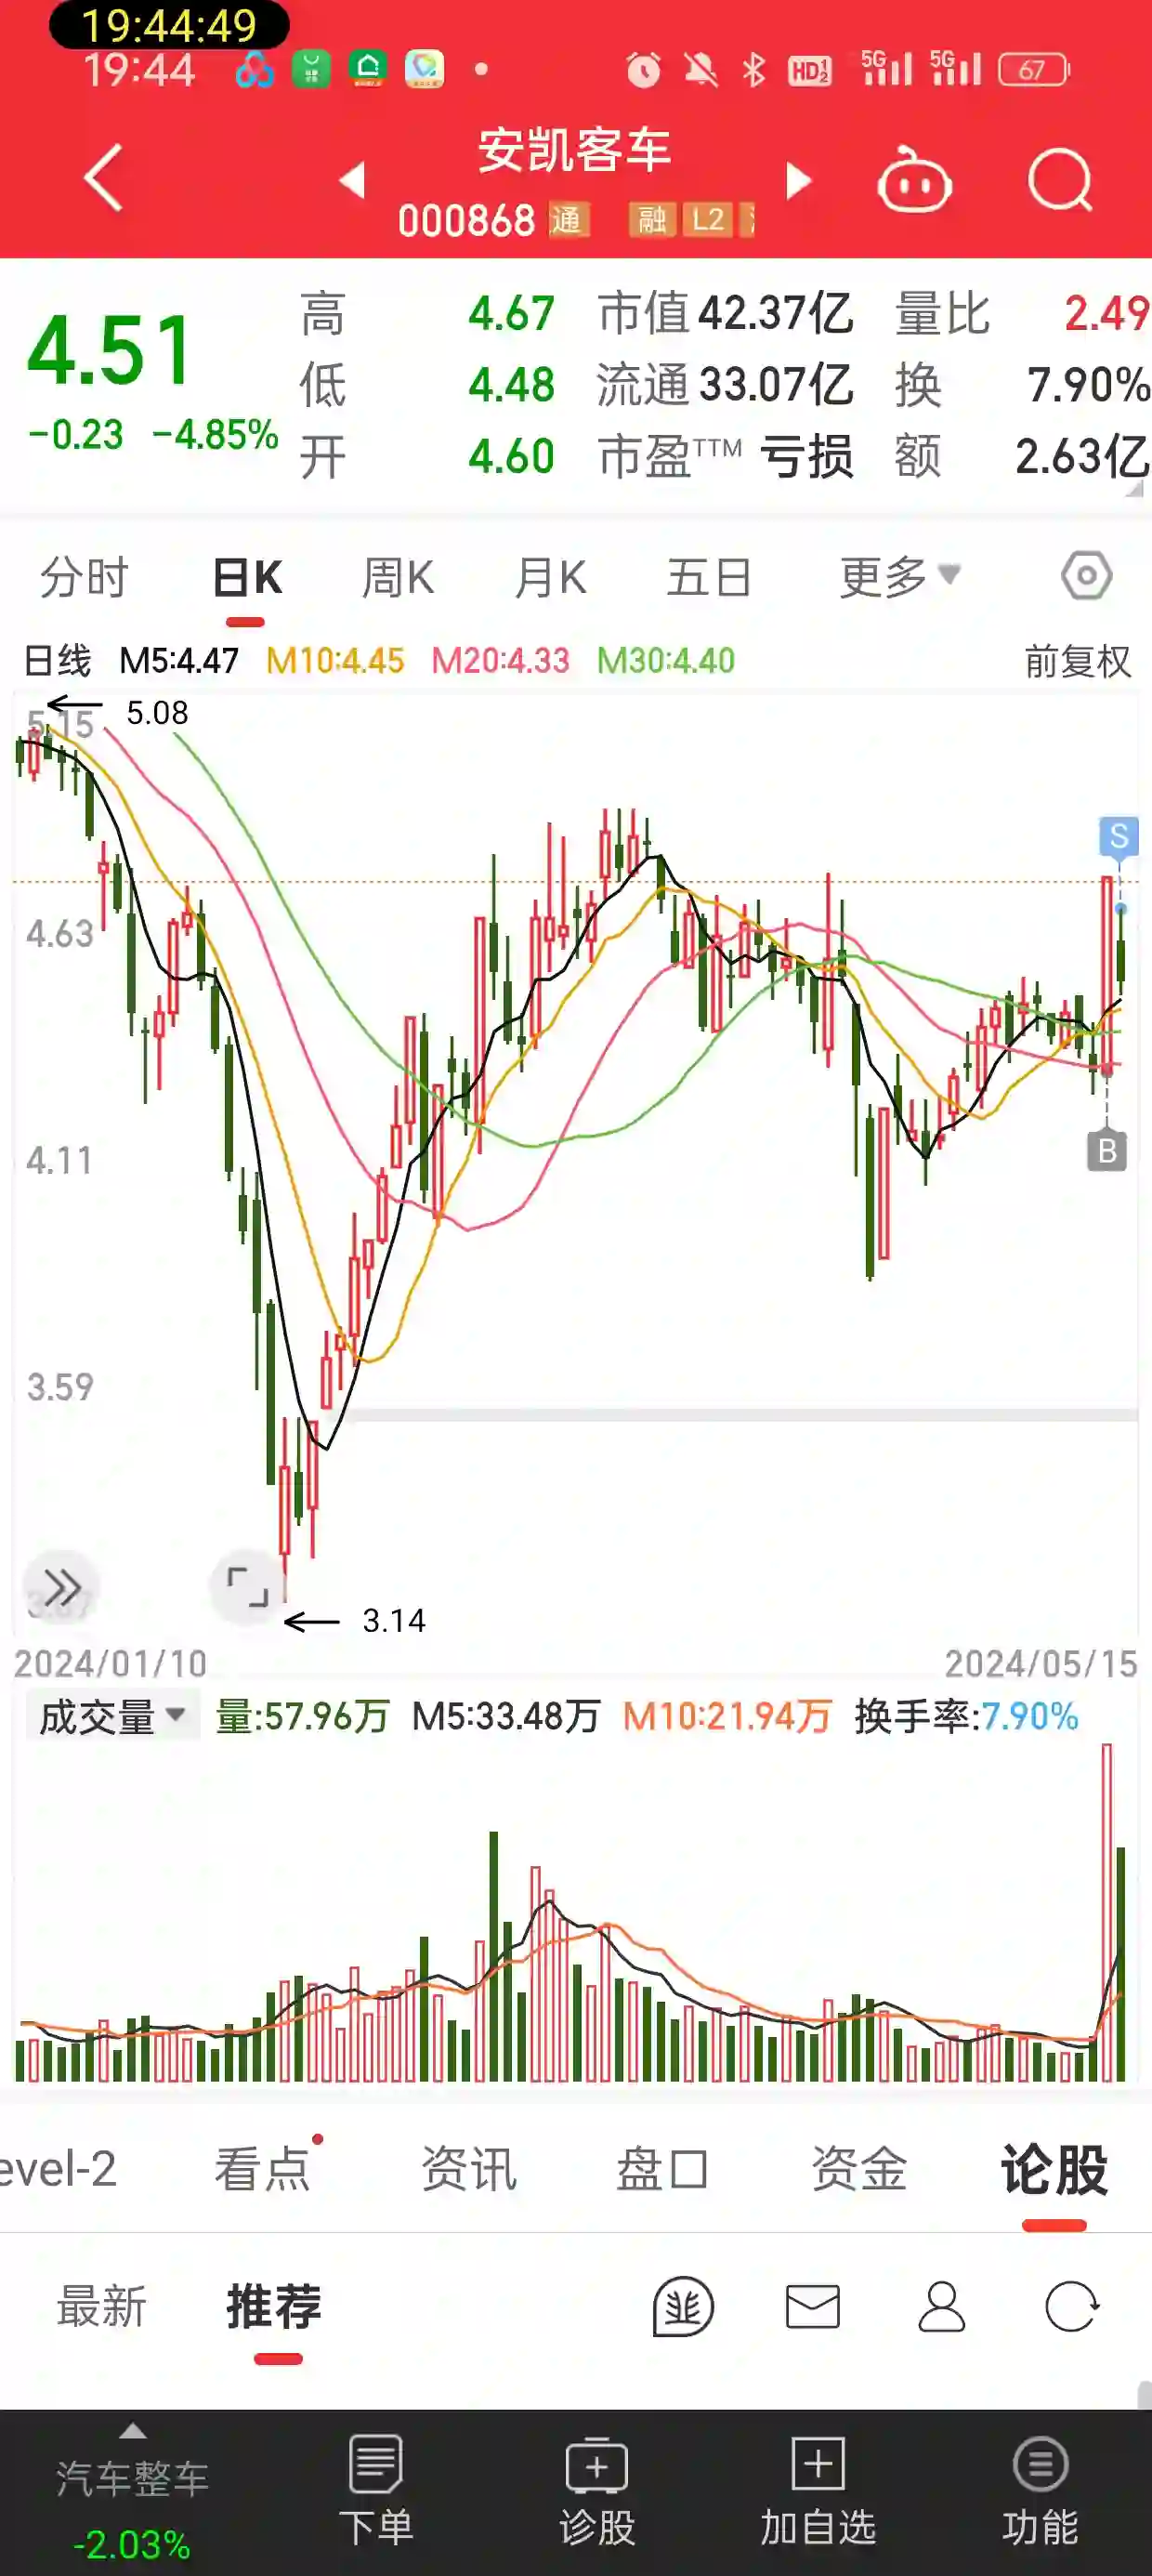 19:44:49
19:44 HD 5G 5G 67
安凯客车
000868 通 融 L2
4.51 高 4.67 市值 42.37亿 量比 2.49
-0.23 -4.85% 低 4.48 流通 33.07亿 换 7.90%
开 4.60 市盈TTM 亏损 额 2.63亿
分时 日K 周K 月K 五日 更多
日线 M5:4.47 M10:4.45 M20:4.33 M30:4.40 前复权
5.15 5.08
S
4.63
4.11
B
3.59
3.14
2024/01/10 2024/05/15
成交量 量:57.96万 M5:33.48万 M10:21.94万 换手率:7.90%
evel-2 看点 资讯 盘口 资金 论股
最新 推荐
汽车整车 下单 诊股 加自选 功能
-2.03%